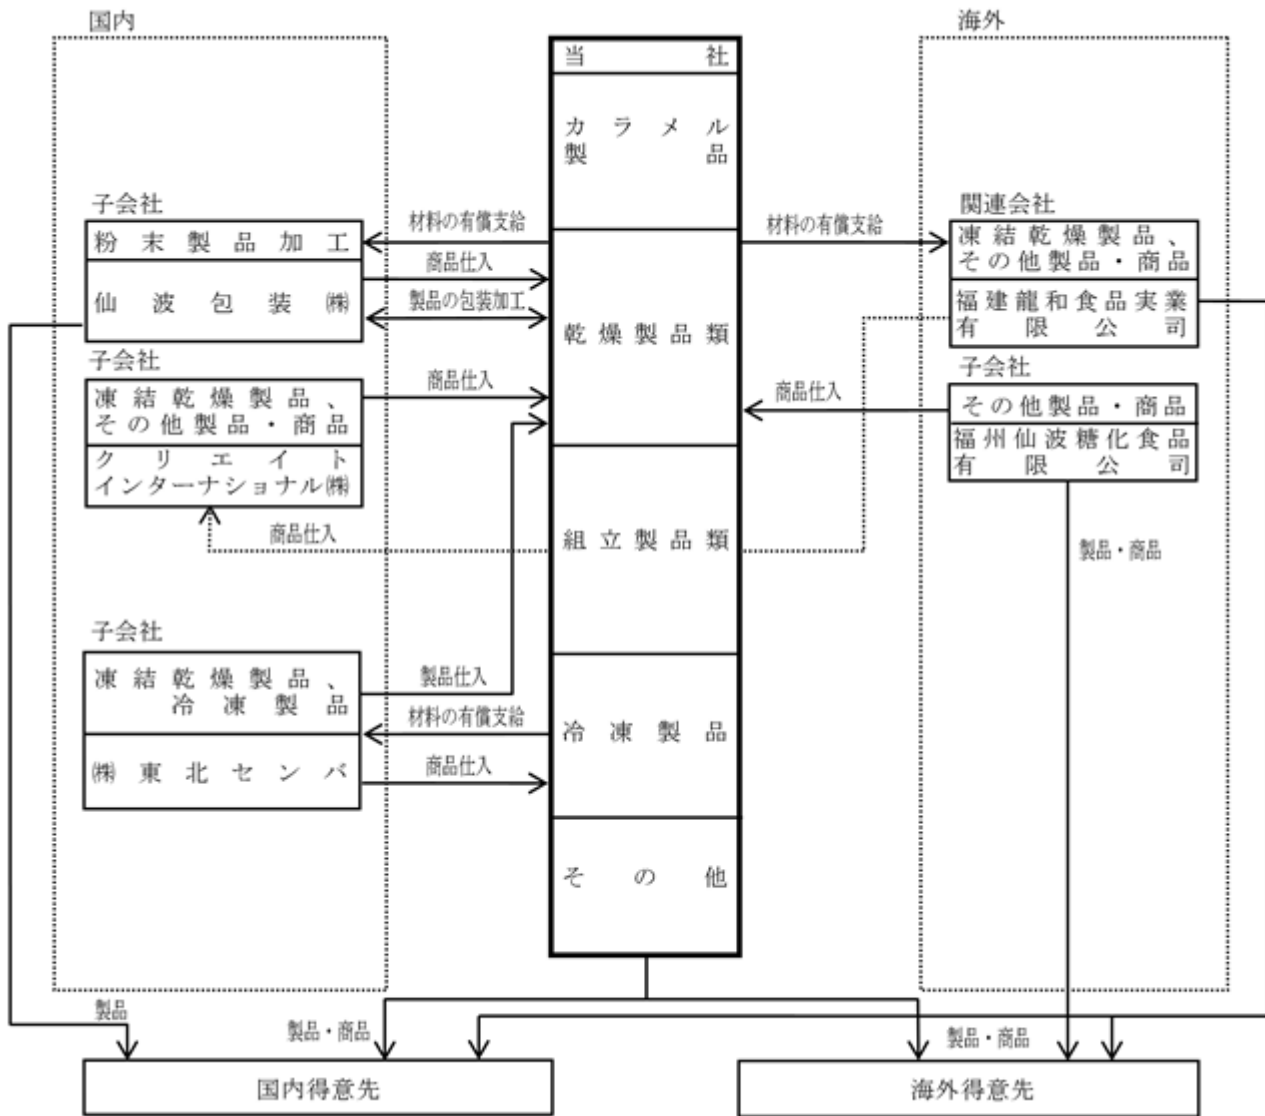 国内
海外
当社
カラメル
製品
乾燥製品類
組立製品類
冷凍製品
その他
子会社
粉末製品加工
仙波包装㈱
子会社
凍結乾燥製品、
その他製品・商品
クリエイト
インターナショナル㈱
子会社
凍結乾燥製品、
冷凍製品
㈱東北センバ
材料の有償支給
商品仕入
製品の包装加工
商品仕入
商品仕入
製品仕入
材料の有償支給
商品仕入
材料の有償支給
商品仕入
関連会社
凍結乾燥製品、
その他製品・商品
福建龍和食品実業
有限公司
子会社
その他製品・商品
福州仙波糖化食品
有限公司
製品・商品
製品
製品・商品
製品・商品
国内得意先
海外得意先